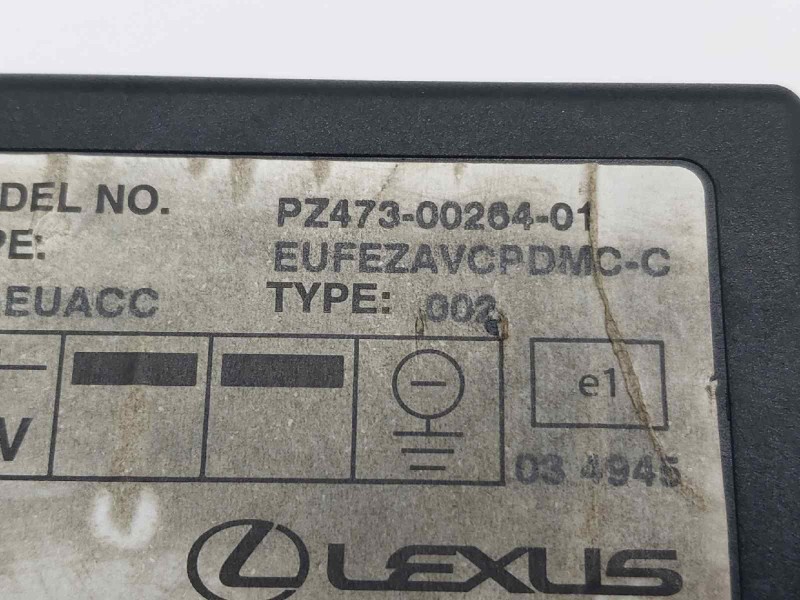 DEL NO. PZ473-00264-01
PE: EUFEZAVCPDMC-C
EUACC TYPE: 002
e1
V
03 4945
LEXUS